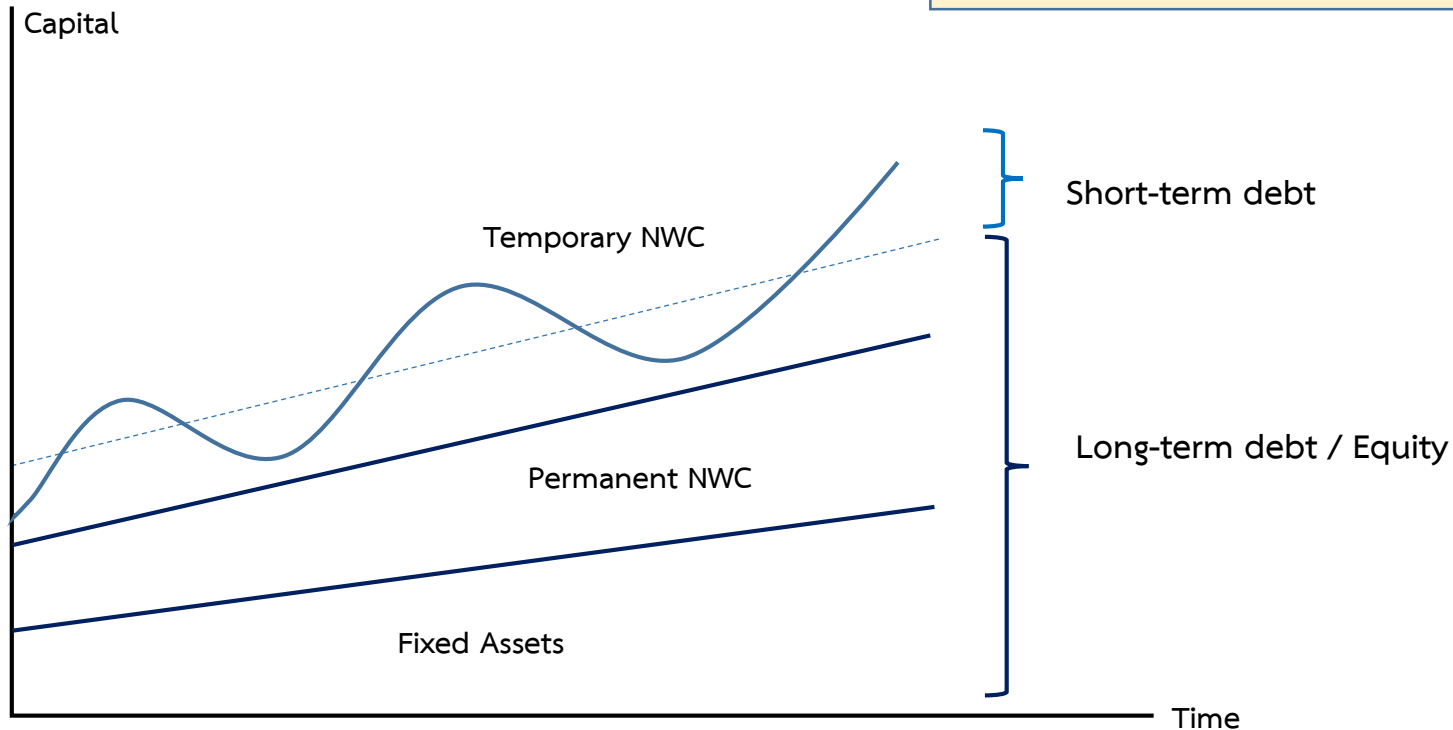 Capital
Short-term debt
Temporary NWC
Long-term debt / Equity
Permanent NWC
Fixed Assets
Time